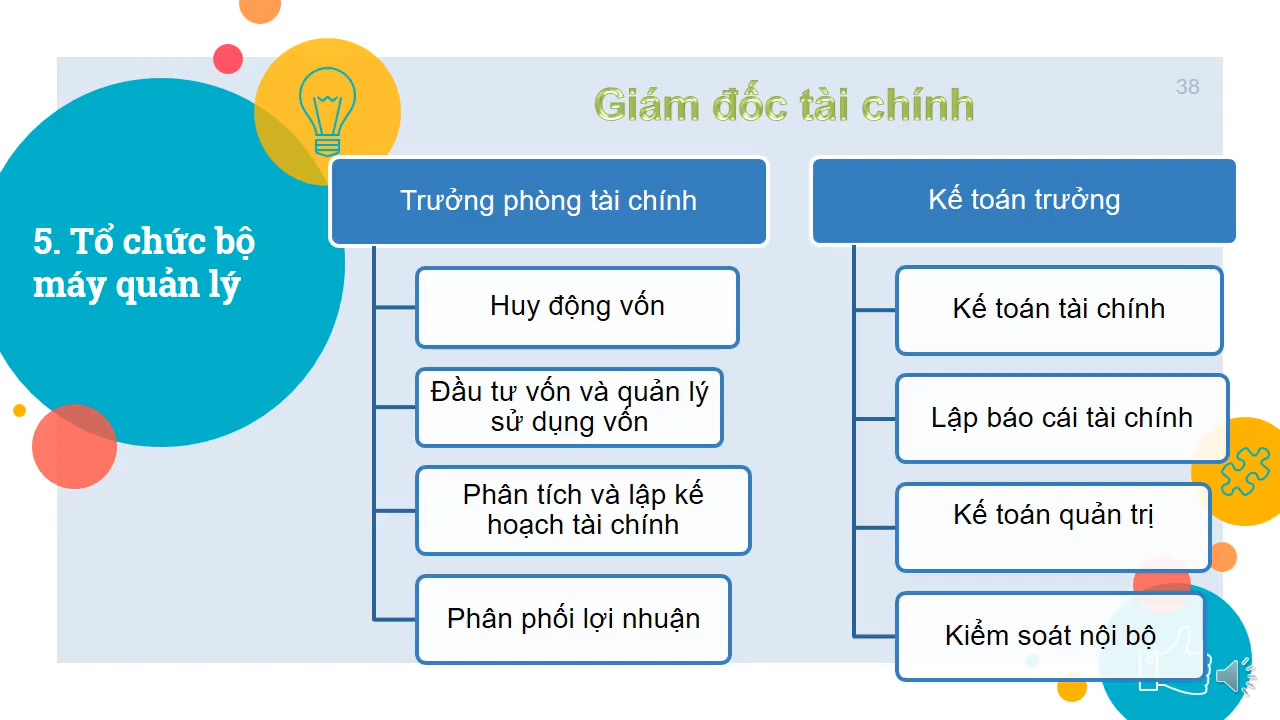 38
Giám đốc tài chính
5. Tổ chức bộ
máy quản lý
Trưởng phòng tài chính
Huy động vốn
Đầu tư vốn và quản lý
sử dụng vốn
Phân tích và lập kế
hoạch tài chính
Phân phối lợi nhuận
Kế toán trưởng
Kế toán tài chính
Lập báo cái tài chính
Kế toán quản trị
Kiểm soát nội bộ